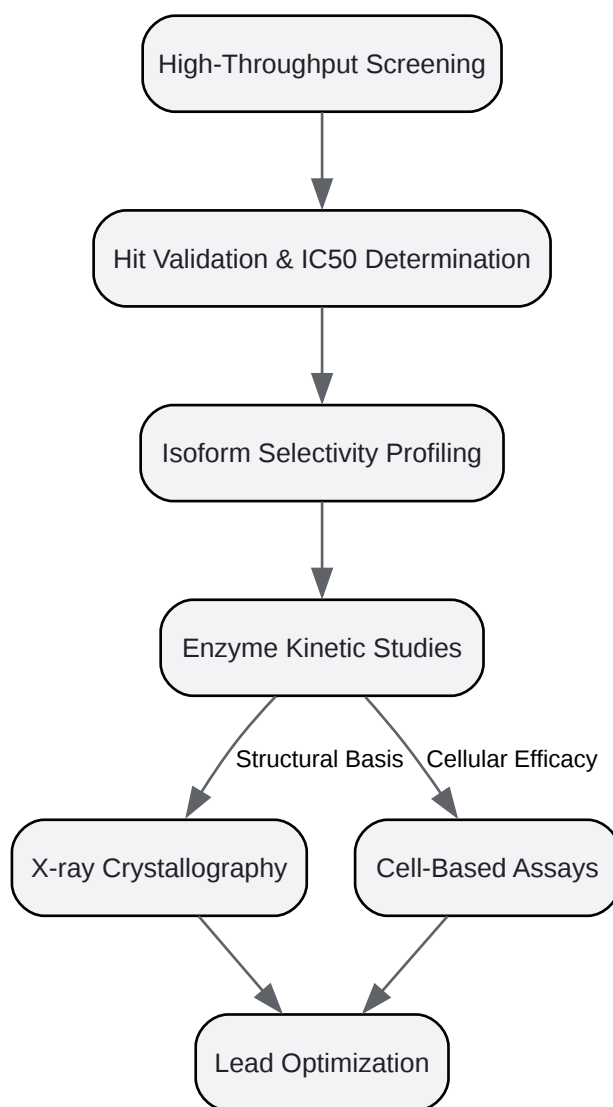 High-Throughput Screening
Hit Validation & IC50 Determination
Isoform Selectivity Profiling
Enzyme Kinetic Studies
Structural Basis
Cellular Efficacy
X-ray Crystallography
Cell-Based Assays
Lead Optimization